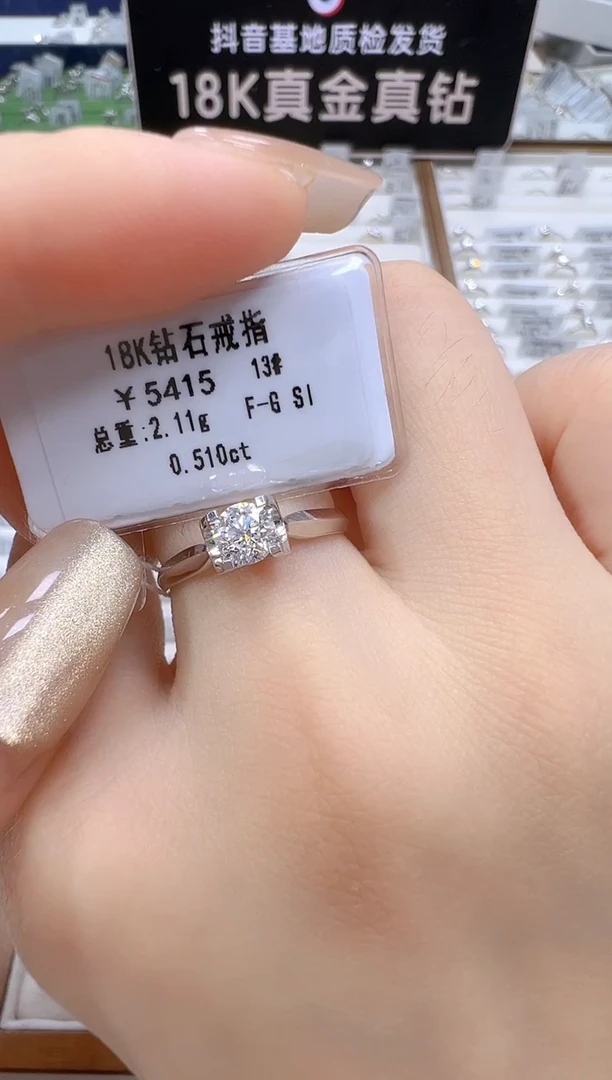 抖音基地质检发货
18K真金真钻
18K钻石戒指
￥5415 13#
总重:2.11g F-G SI
0.510ct